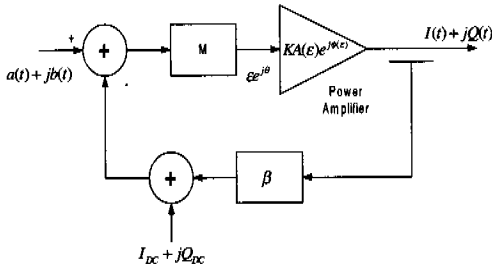 +
a(t)+jb(t)
+
M
εe^{jθ}
KA(ε)e^{jϕ(ε)}
I(t)+jQ(t)
Power
Amplifier
+
β
I_{DC}+jQ_{DC}